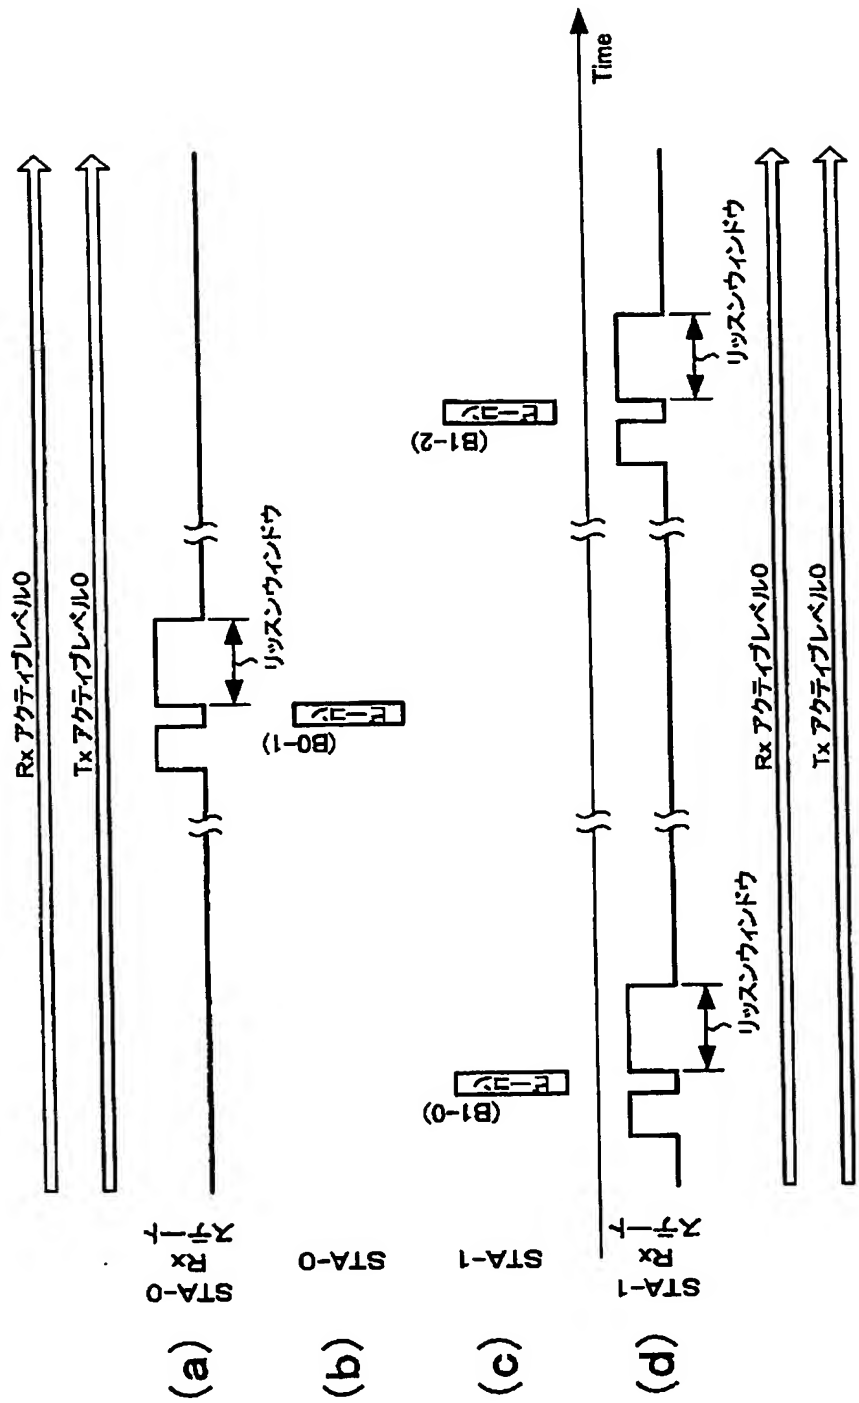 Rx アクティブレベル0
Tx アクティブレベル0
(a)
STA-0
Rx
ステート
リッスンウィンドウ
(b)
STA-0
ビーコン
(B0-1)
(c)
STA-1
ビーコン
(B1-0)
ビーコン
(B1-2)
Time
(d)
STA-1
Rx
ステート
リッスンウィンドウ
リッスンウィンドウ
Rx アクティブレベル0
Tx アクティブレベル0